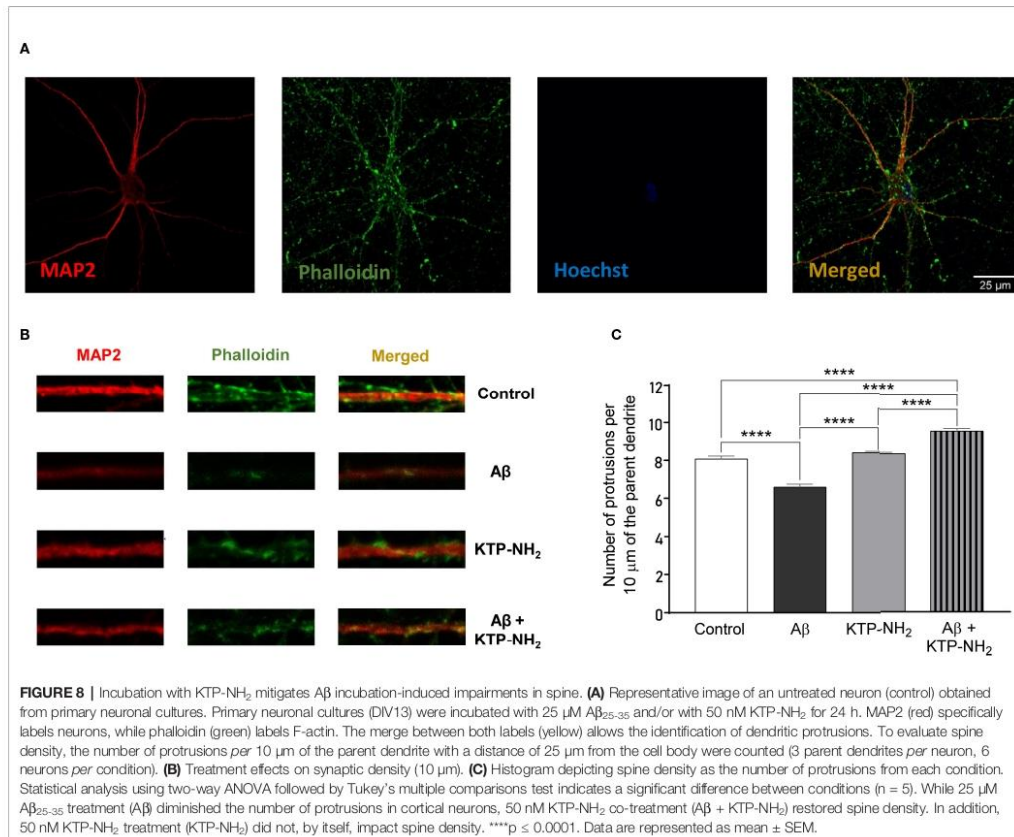 A
MAP2
Phalloidin
Hoechst
Merged
25 µm
B
MAP2 Phalloidin Merged
Control
Aβ
KTP-NH₂
Aβ +
KTP-NH₂
C
****
****
**** ****
**** ****
Number of protrusions per
10 µm of the parent dendrite
12
10
8
6
4
2
0
Control Aβ KTP-NH₂ Aβ +
KTP-NH₂
FIGURE 8 | Incubation with KTP-NH₂ mitigates Aβ incubation-induced impairments in spine. (A) Representative image of an untreated neuron (control) obtained
from primary neuronal cultures. Primary neuronal cultures (DIV13) were incubated with 25 µM Aβ₂₅₋₃₅ and/or with 50 nM KTP-NH₂ for 24 h. MAP2 (red) specifically
labels neurons, while phalloidin (green) labels F-actin. The merge between both labels (yellow) allows the identification of dendritic protrusions. To evaluate spine
density, the number of protrusions per 10 µm of the parent dendrite with a distance of 25 µm from the cell body were counted (3 parent dendrites per neuron, 6
neurons per condition). (B) Treatment effects on synaptic density (10 µm). (C) Histogram depicting spine density as the number of protrusions from each condition.
Statistical analysis using two-way ANOVA followed by Tukey's multiple comparisons test indicates a significant difference between conditions (n = 5). While 25 µM
Aβ₂₅₋₃₅ treatment (Aβ) diminished the number of protrusions in cortical neurons, 50 nM KTP-NH₂ co-treatment (Aβ + KTP-NH₂) restored spine density. In addition,
50 nM KTP-NH₂ treatment (KTP-NH₂) did not, by itself, impact spine density. ****p ≤ 0.0001. Data are represented as mean ± SEM.